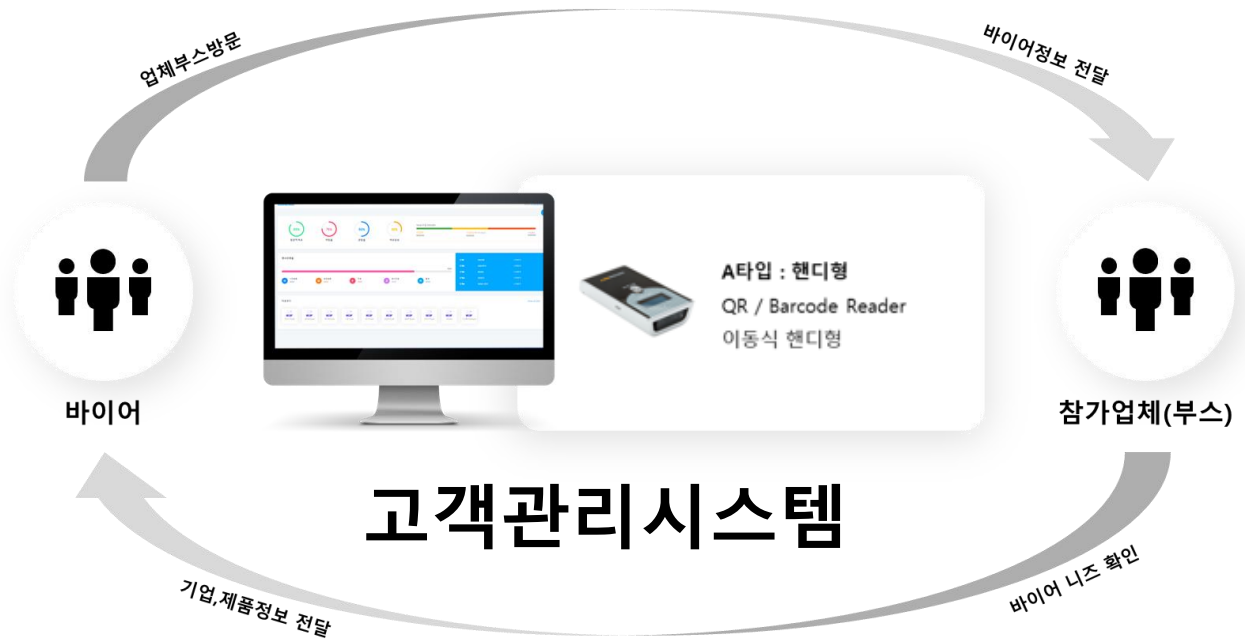 업체부스방문
바이어정보 전달
A타입 : 핸디형
QR / Barcode Reader
이동식 핸디형
바이어
참가업체(부스)
고객관리시스템
기업,제품정보 전달
바이어 니즈 확인